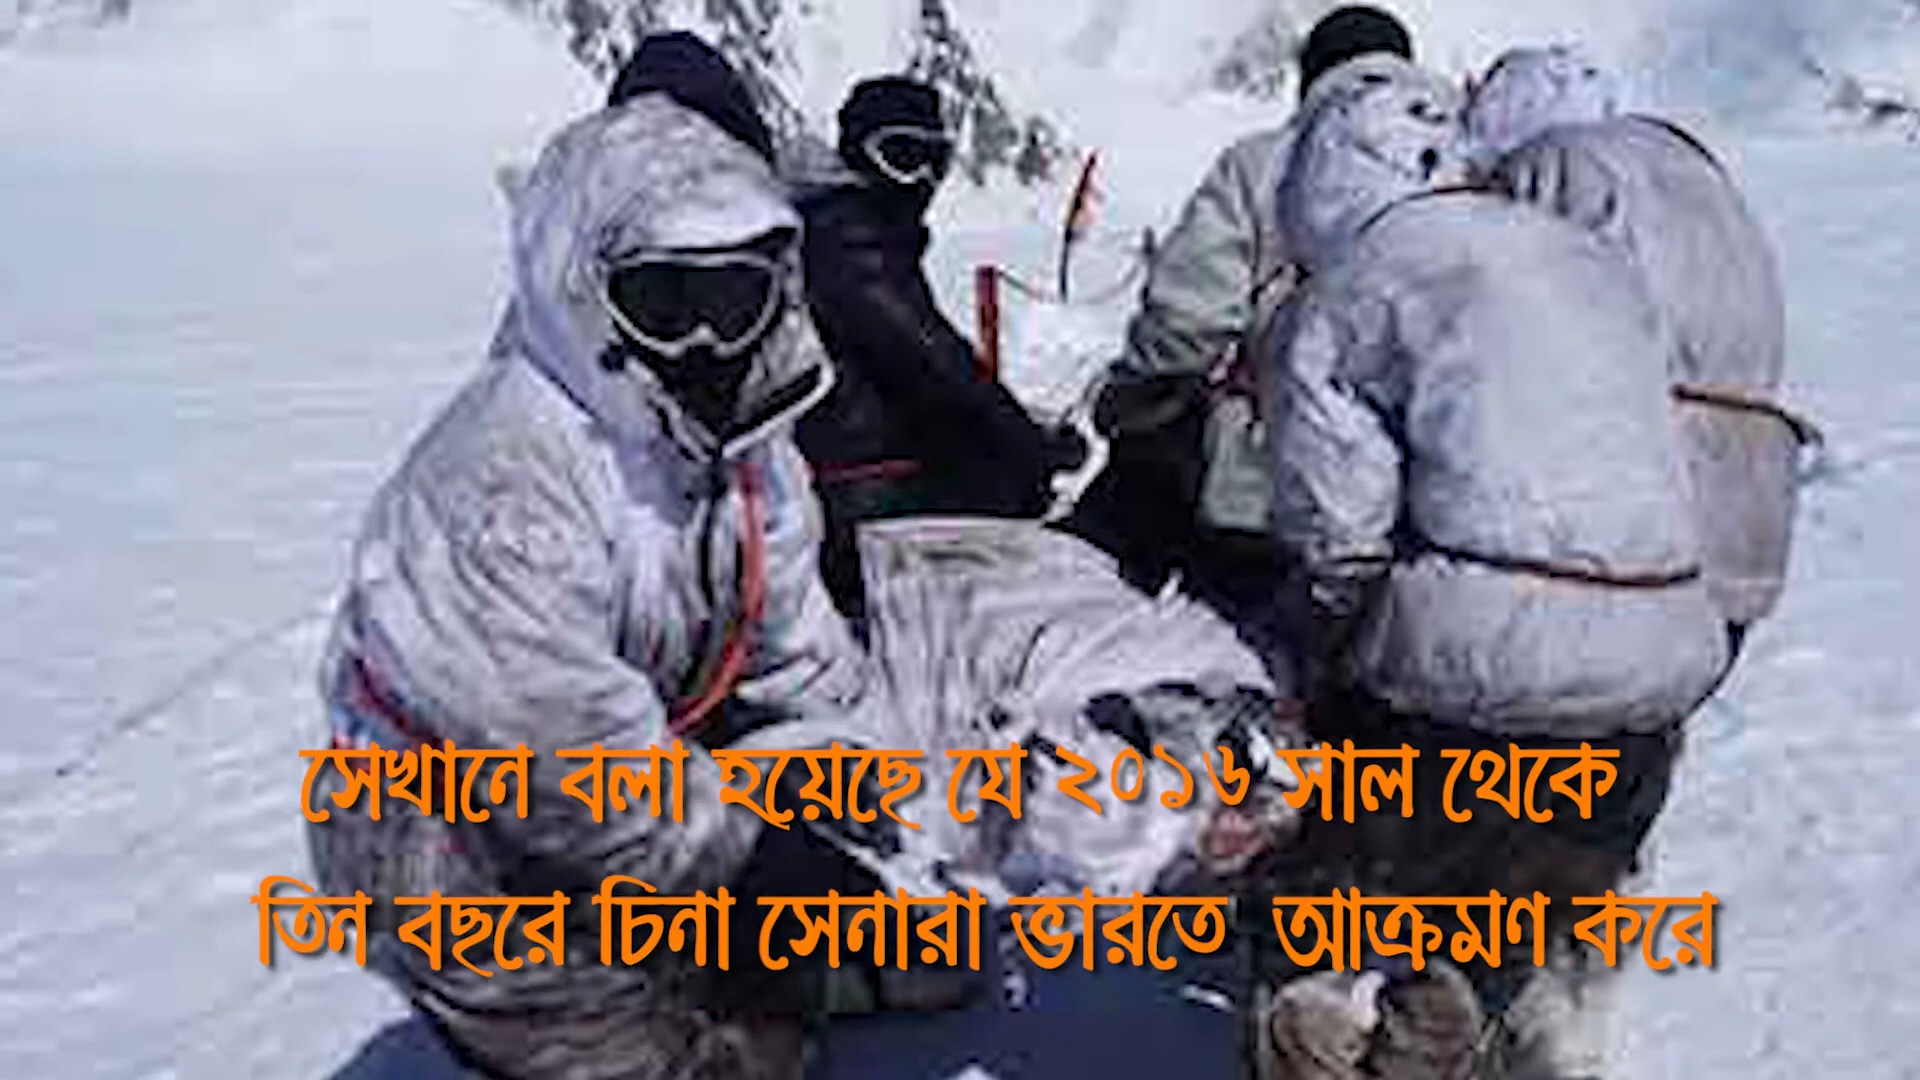 সেখানে বলা হয়েছে যে ২০১৬ সাল থেকে
তিন বছরে চিনা সেনারা ভারতে আক্রমণ করে